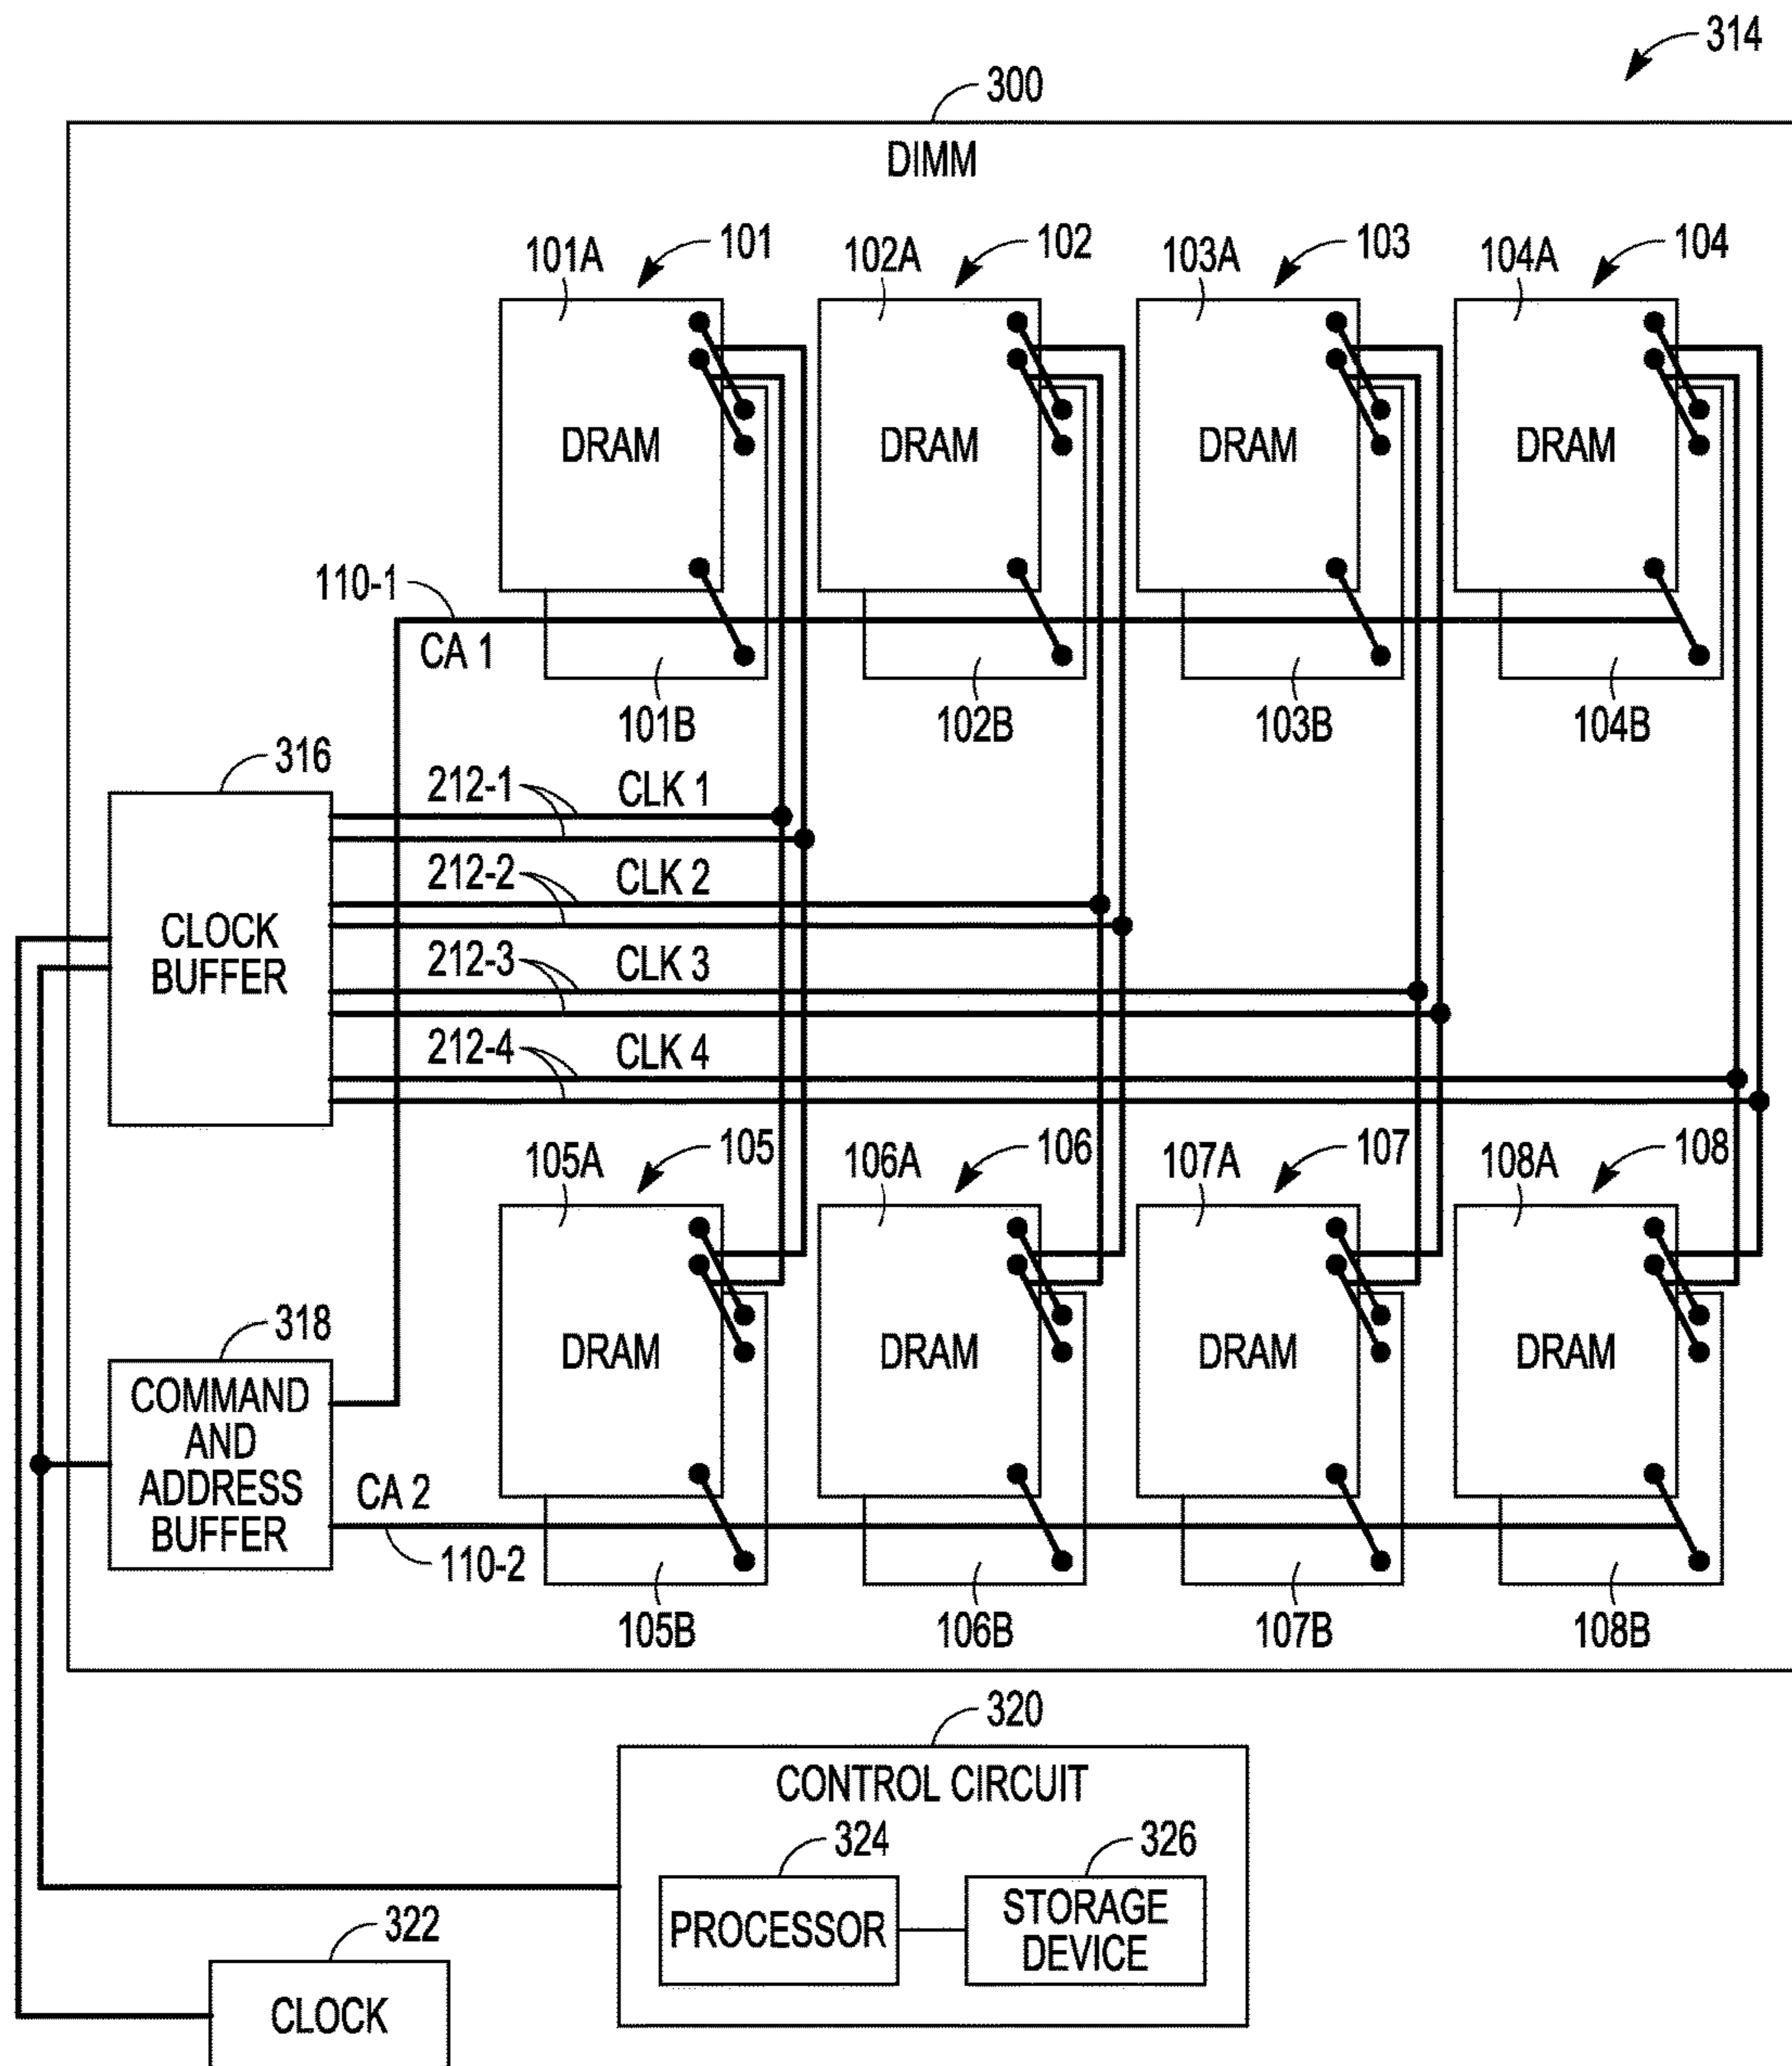 314
300
DIMM
101A 101 102A 102 103A 103 104A 104
DRAM DRAM DRAM DRAM
110-1
CA 1
101B 102B 103B 104B
316
212-1 CLK 1
212-2 CLK 2
CLOCK
BUFFER
212-3 CLK 3
212-4 CLK 4
105A 105 106A 106 107A 107 108A 108
318
DRAM DRAM DRAM DRAM
COMMAND
AND
ADDRESS
BUFFER
CA 2
110-2
105B 106B 107B 108B
320
CONTROL CIRCUIT
324 326
PROCESSOR
STORAGE
DEVICE
322
CLOCK